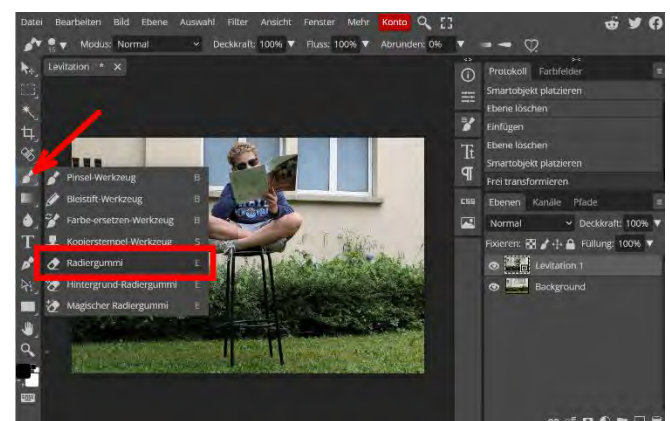 Datei Bearbeiten Bild Ebene Auswahl Filter Ansicht Fenster Mehr Konto
15 Modus: Normal Deckkraft: 100% Fluss: 100% Abrunden: 0%
Levitation *
Protokoll Farbfelder
Smartobjekt platzieren
Ebene löschen
Einfügen
Ebene löschen
Smartobjekt platzieren
Frei transformieren
Pinsel-Werkzeug B
Bleistift-Werkzeug B
Farbe-ersetzen-Werkzeug B
Kopierstempel-Werkzeug S
Radiergummi E
Hintergrund-Radiergummi E
Magischer Radiergummi E
CSS
Ebenen Kanäle Pfade
Normal Deckkraft: 100%
Fixieren: Füllung: 100%
Levitation 1
Background